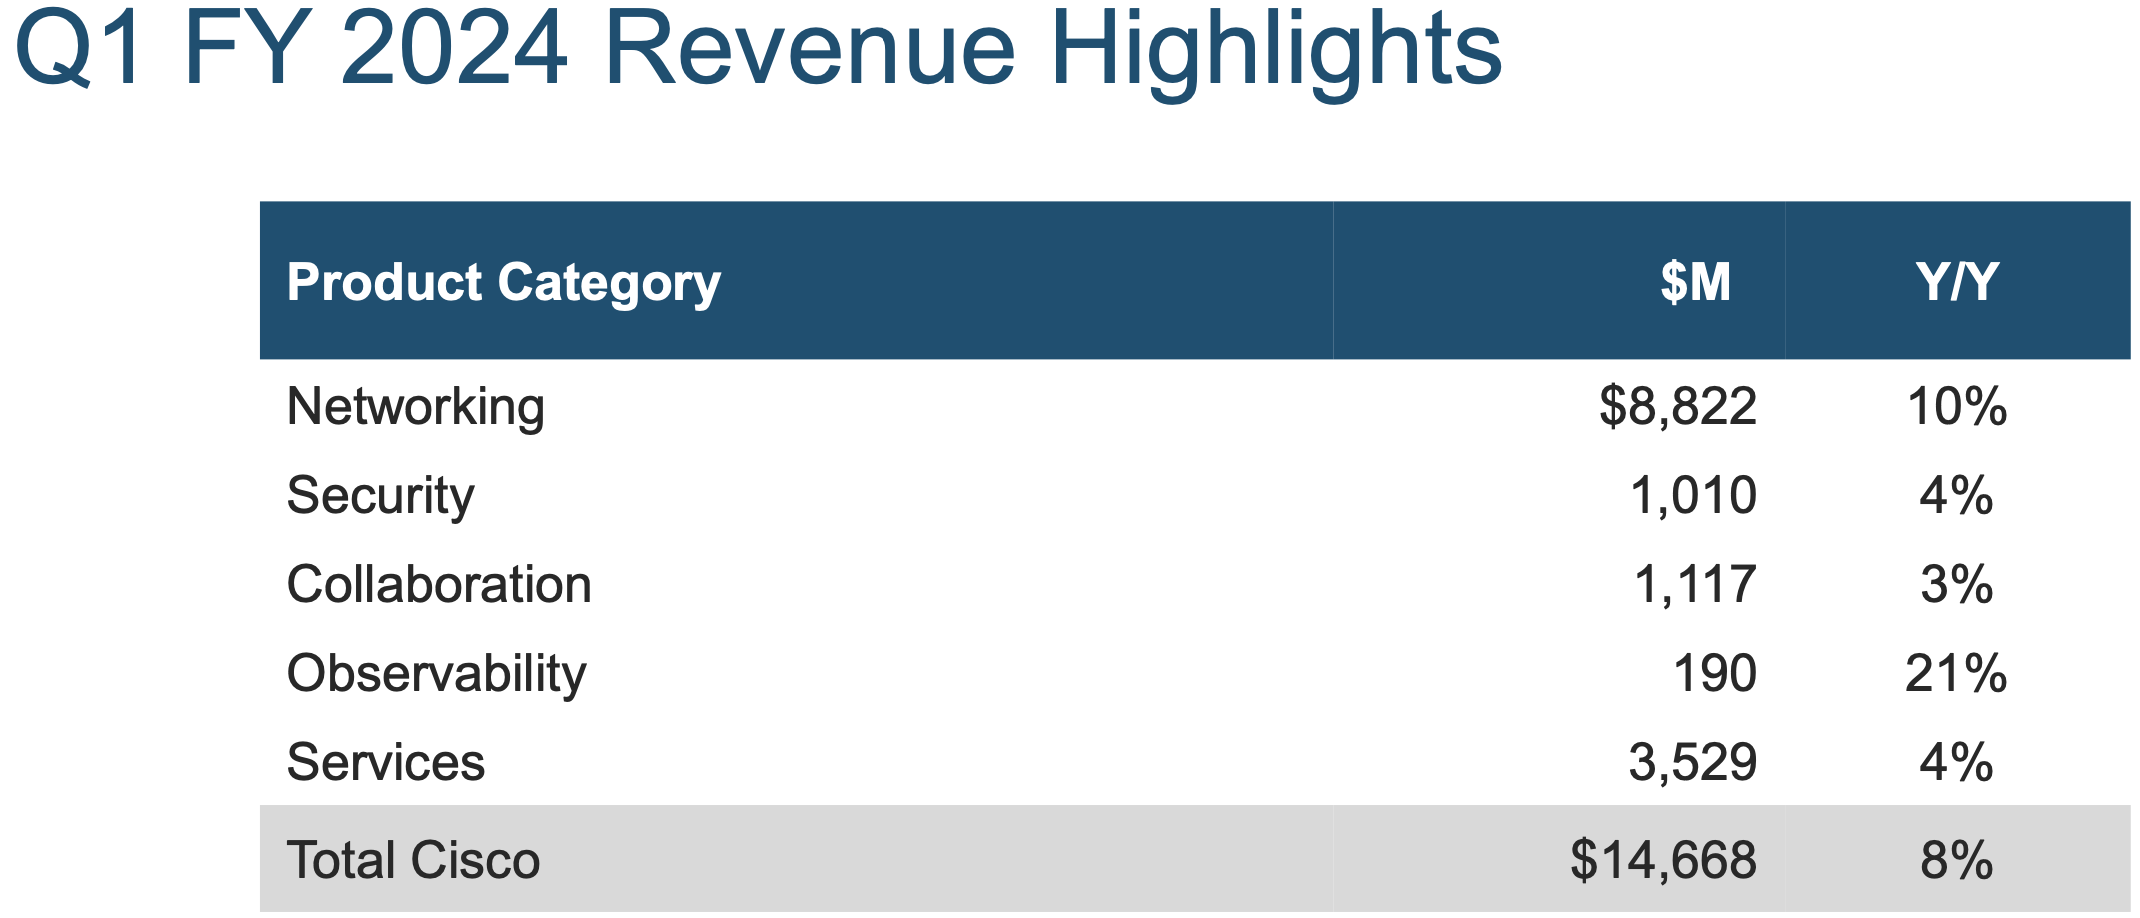 Q1 FY 2024 Revenue Highlights
Product Category $M Y/Y
Networking $8,822 10%
Security 1,010 4%
Collaboration 1,117 3%
Observability 190 21%
Services 3,529 4%
Total Cisco $14,668 8%